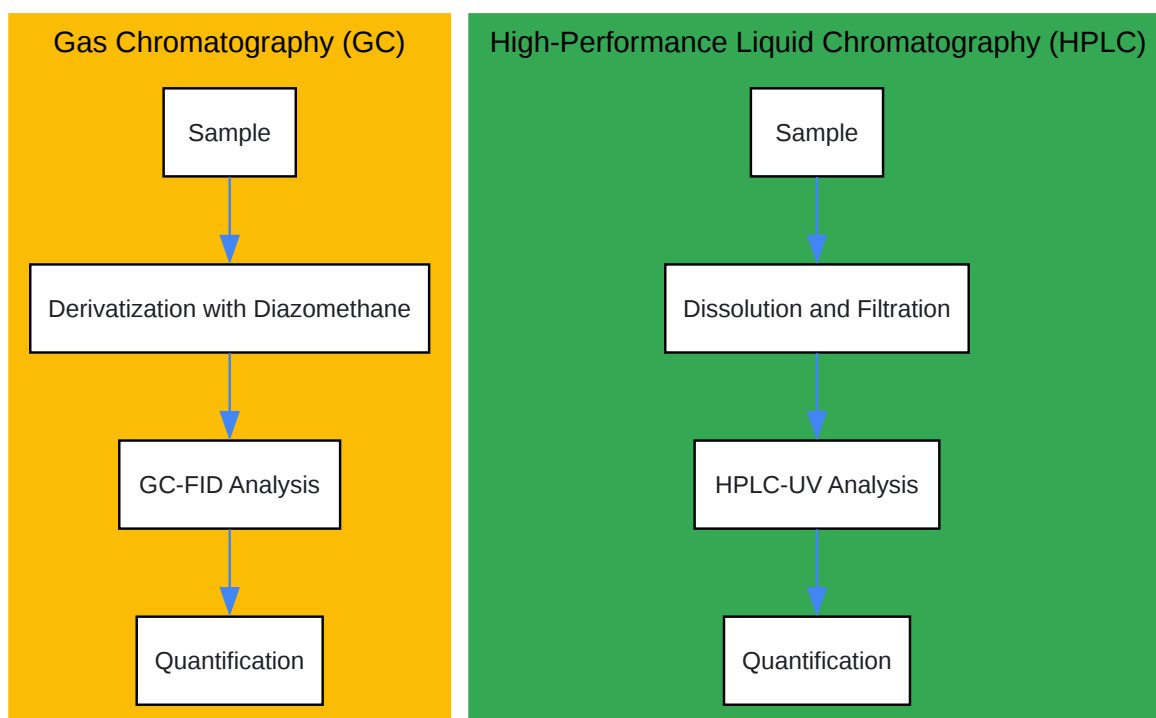 Gas Chromatography (GC)
Sample
Derivatization with Diazomethane
GC-FID Analysis
Quantification
High-Performance Liquid Chromatography (HPLC)
Sample
Dissolution and Filtration
HPLC-UV Analysis
Quantification